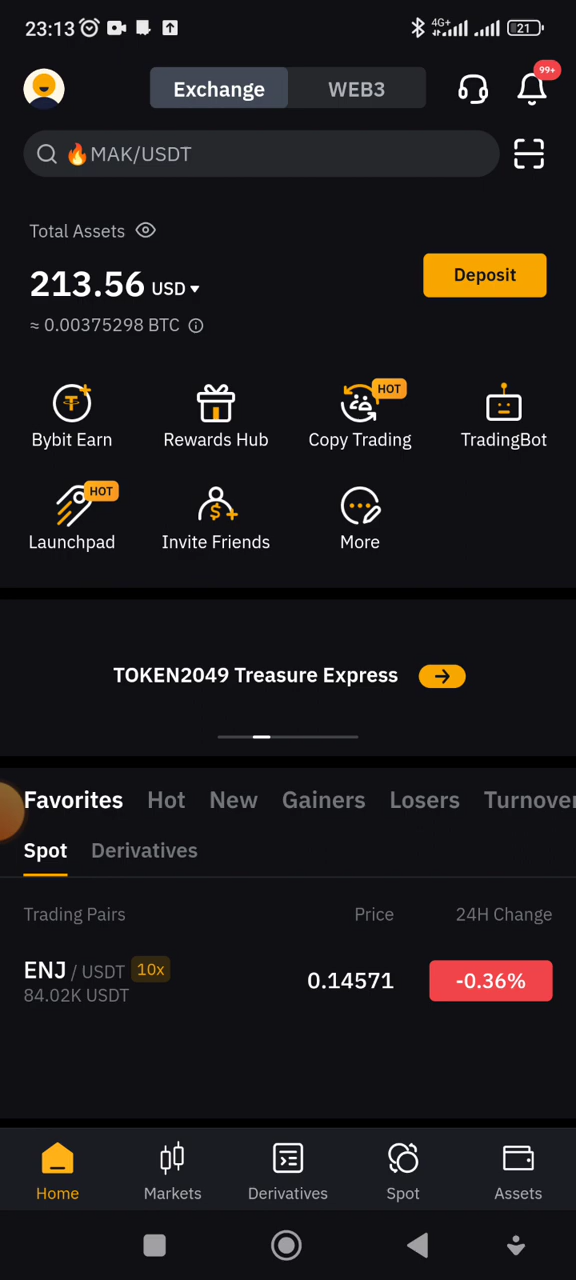 23:13 4G+ 21
Exchange WEB3 99+
🔥MAK/USDT
Total Assets
213.56 USD Deposit
≈ 0.00375298 BTC
HOT
Bybit Earn Rewards Hub Copy Trading TradingBot
HOT
Launchpad Invite Friends More
TOKEN2049 Treasure Express
Favorites Hot New Gainers Losers Turnover
Spot Derivatives
Trading Pairs Price 24H Change
ENJ / USDT 10x 0.14571 -0.36%
84.02K USDT
Home Markets Derivatives Spot Assets